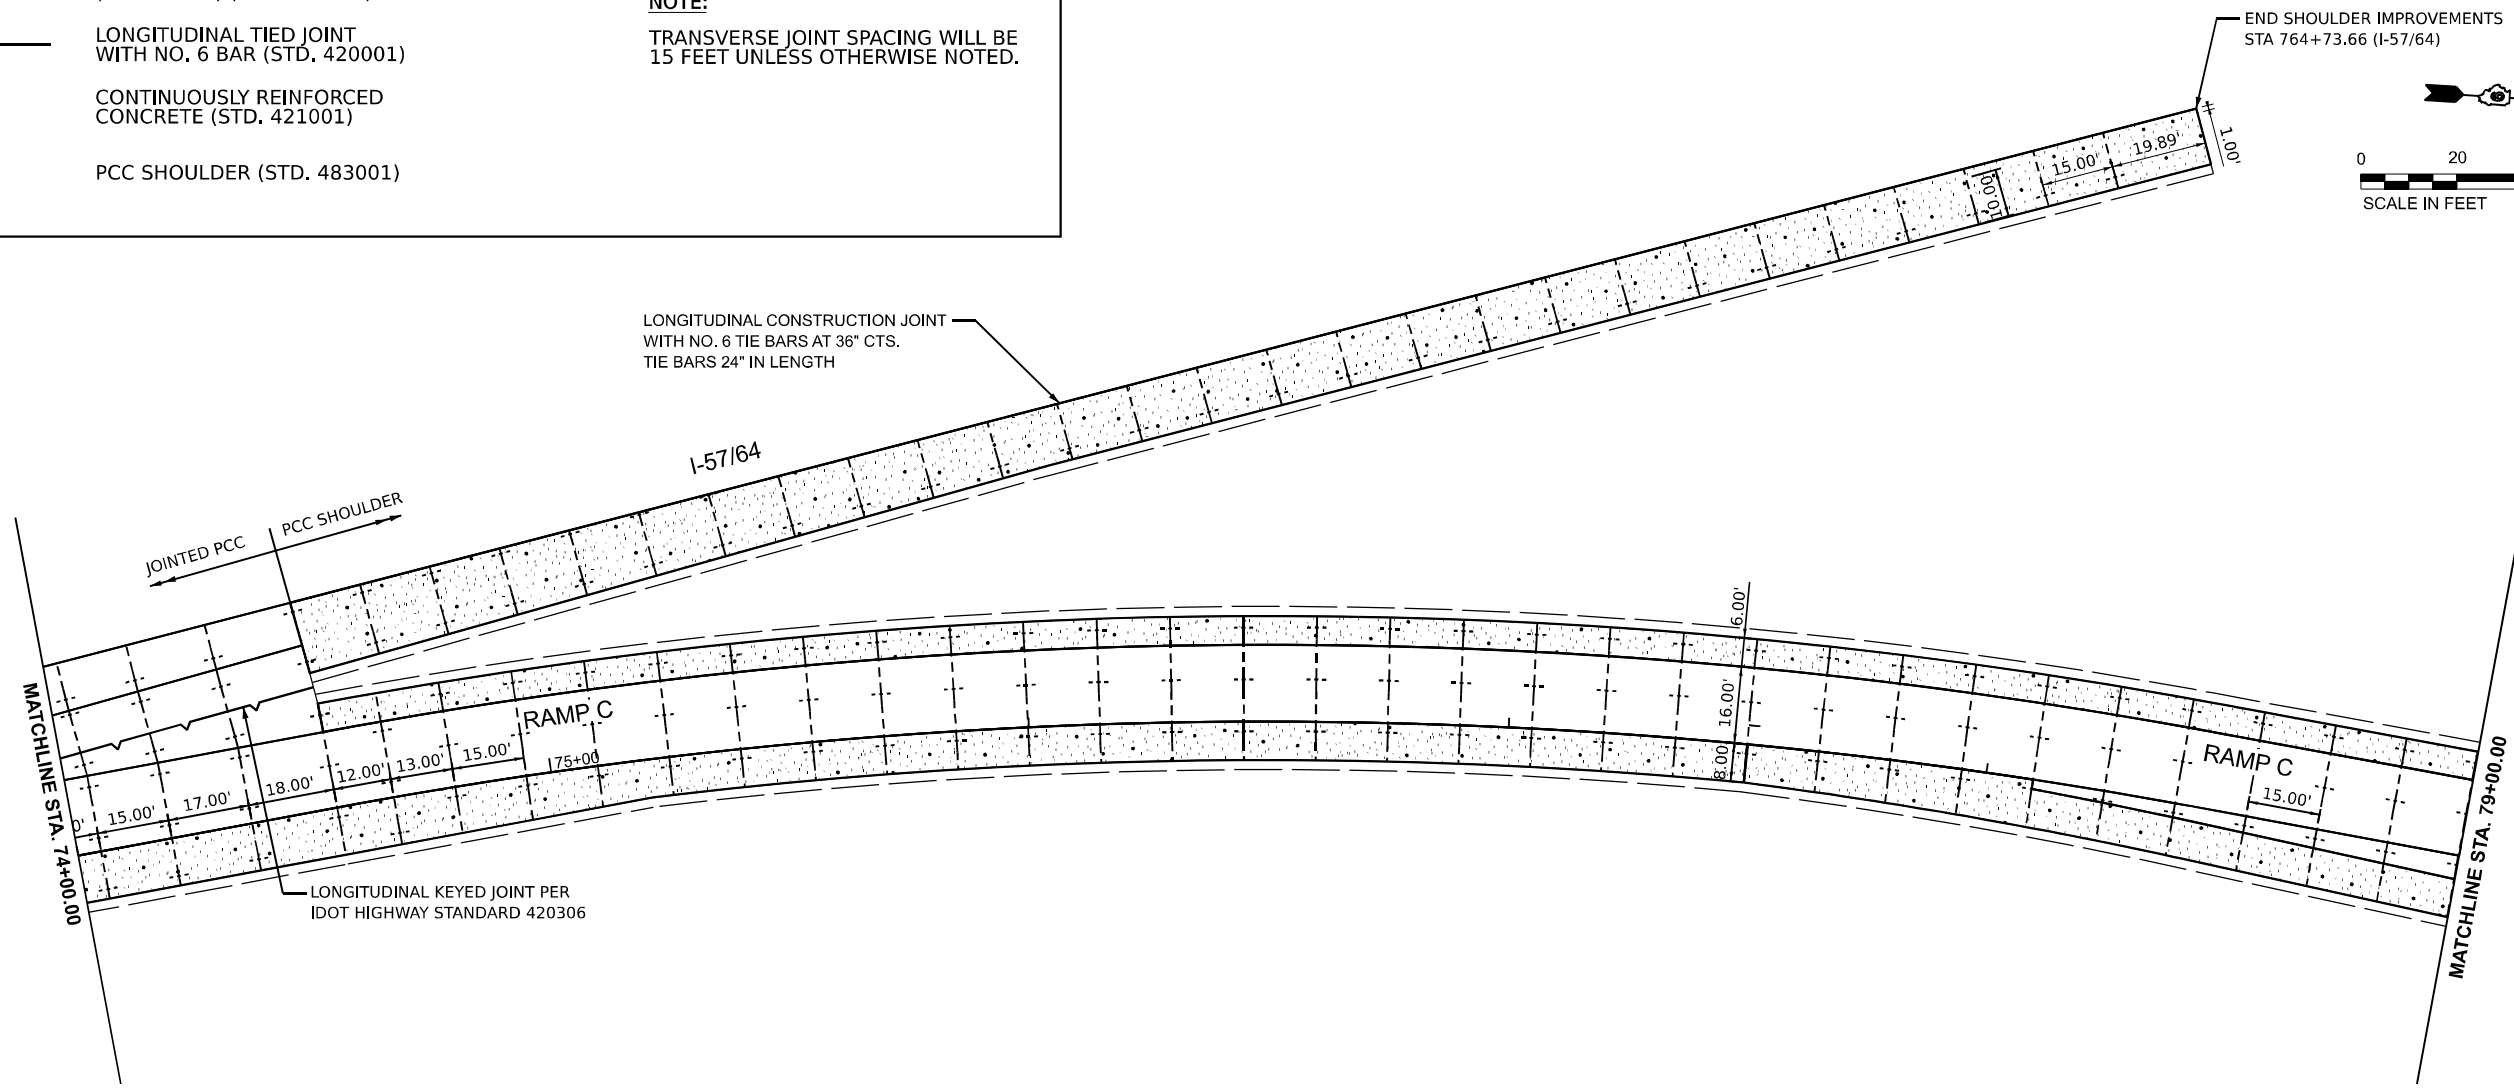 LONGITUDINAL TIED JOINT
WITH NO. 6 BAR (STD. 420001)
CONTINUOUSLY REINFORCED
CONCRETE (STD. 421001)
PCC SHOULDER (STD. 483001)
NOTE:
TRANSVERSE JOINT SPACING WILL BE
15 FEET UNLESS OTHERWISE NOTED.
END SHOULDER IMPROVEMENTS
STA 764+73.66 (I-57/64)
0 20
SCALE IN FEET
1.00'
19.89'
15.00'
10.00'
LONGITUDINAL CONSTRUCTION JOINT
WITH NO. 6 TIE BARS AT 36" CTS.
TIE BARS 24" IN LENGTH
I-57/64
JOINTED PCC
PCC SHOULDER
MATCHLINE STA. 74+00.00
RAMP C
0'
15.00'
17.00'
18.00'
12.00'
13.00'
15.00'
75+00
6.00'
16.00'
8.00'
RAMP C
15.00'
MATCHLINE STA. 79+00.00
LONGITUDINAL KEYED JOINT PER
IDOT HIGHWAY STANDARD 420306